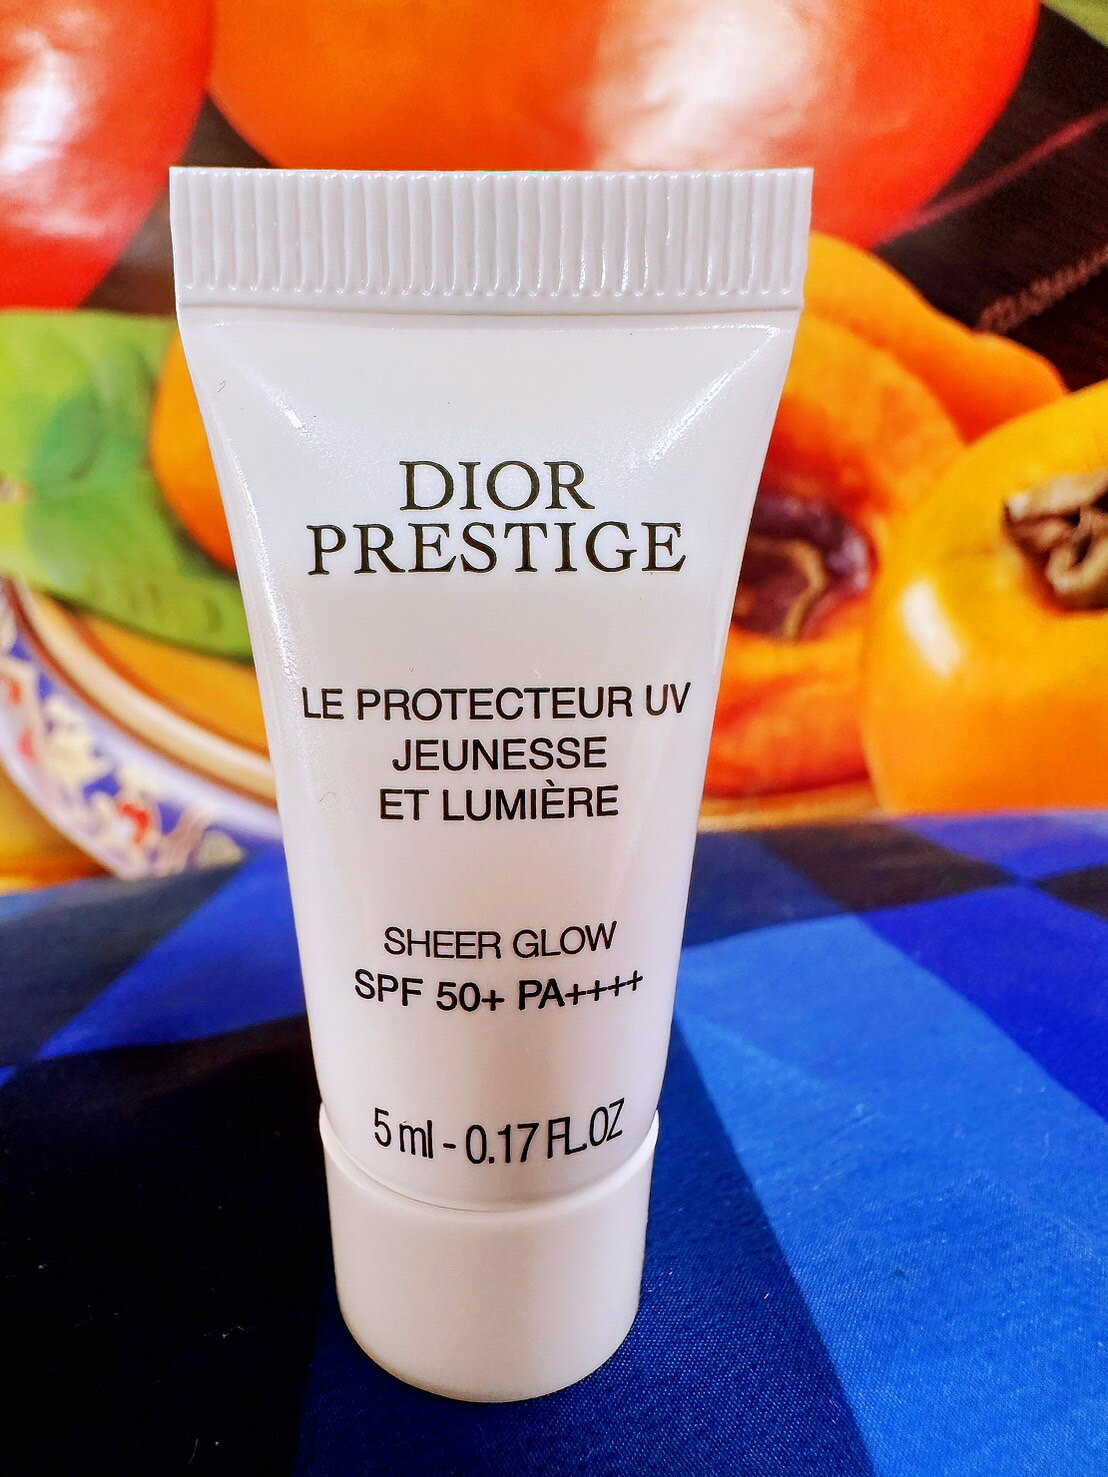 DIOR
PRESTIGE
LE PROTECTEUR UV
JEUNESSE
ET LUMIÈRE
SHEER GLOW
SPF 50+ PA++++
5 ml - 0.17 FL.OZ